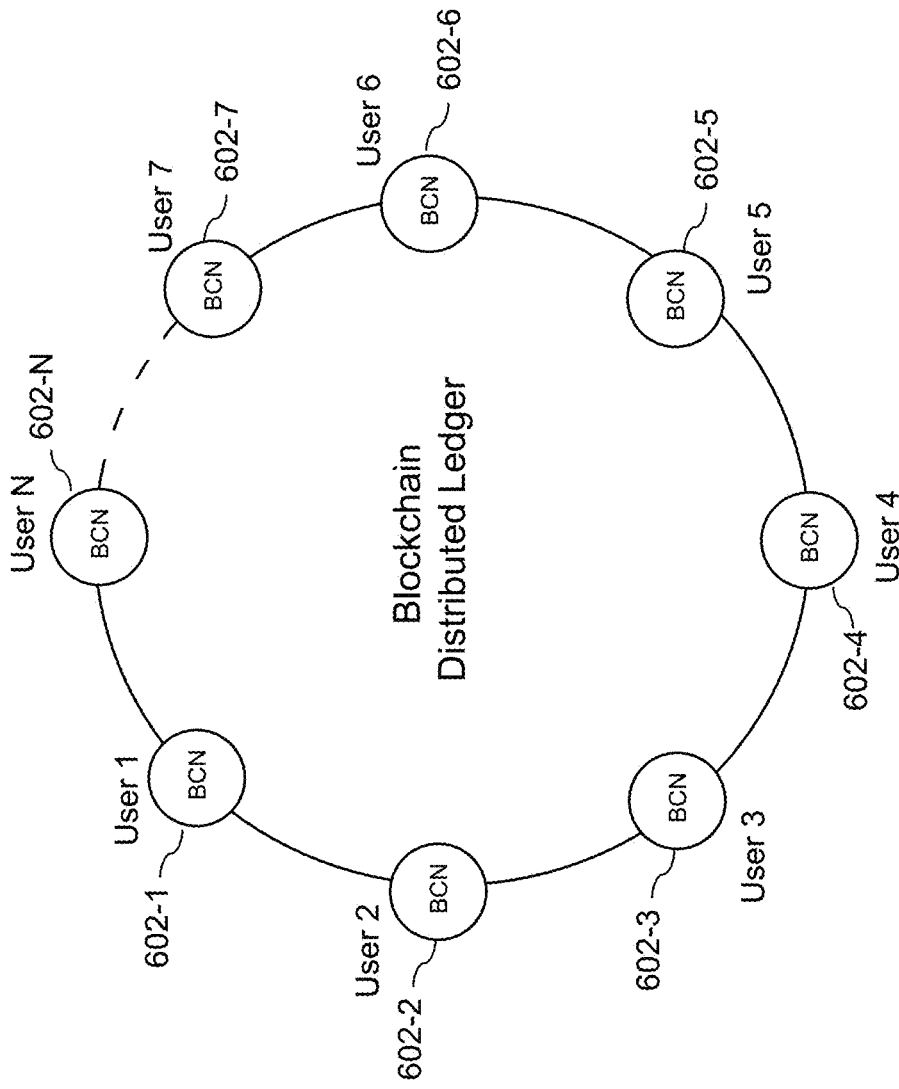 User N
602-N
BCN
User 1
602-1
BCN
User 7
602-7
BCN
User 2
602-2
BCN
Blockchain
Distributed Ledger
User 6
602-6
BCN
User 3
602-3
BCN
User 5
602-5
BCN
User 4
602-4
BCN